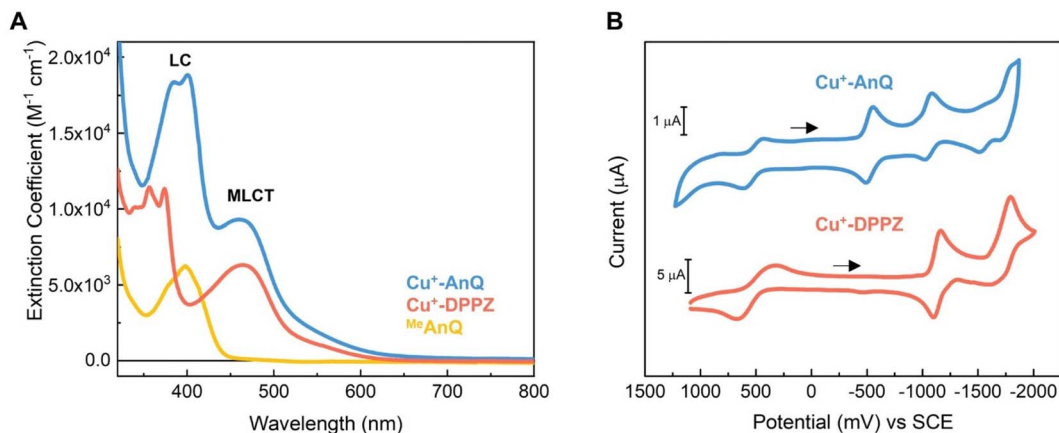 A
Extinction Coefficient (M⁻¹ cm⁻¹)
2.0x10⁴
1.5x10⁴
1.0x10⁴
5.0x10³
0.0
LC
MLCT
Cu⁺-AnQ
Cu⁺-DPPZ
ᴹᵉAnQ
400 500 600 700 800
Wavelength (nm)
B
Current (µA)
Cu⁺-AnQ
1 µA
Cu⁺-DPPZ
5 µA
1500 1000 500 0 -500 -1000 -1500 -2000
Potential (mV) vs SCE